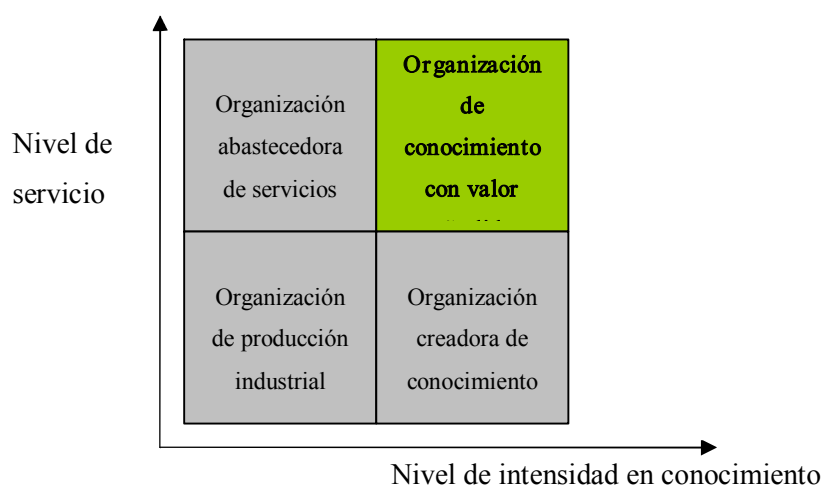 Nivel de
servicio
Organización
abastecedora
de servicios
Organización
de
conocimiento
con valor
Organización
de producción
industrial
Organización
creadora de
conocimiento
Nivel de intensidad en conocimiento